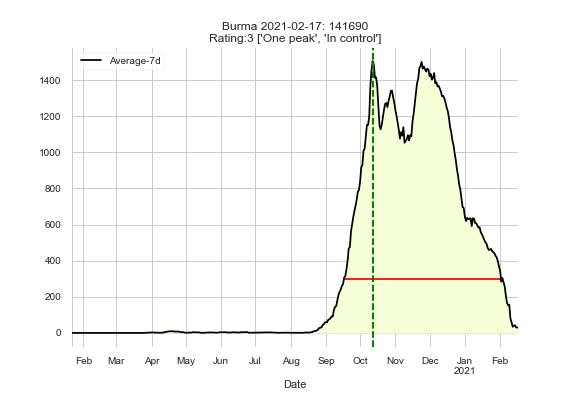 Burma 2021-02-17: 141690
Rating:3 ['One peak', 'In control']
Average-7d
1400
1200
1000
800
600
400
200
0
Feb Mar Apr May Jun Jul Aug Sep Oct Nov Dec Jan Feb
2021
Date